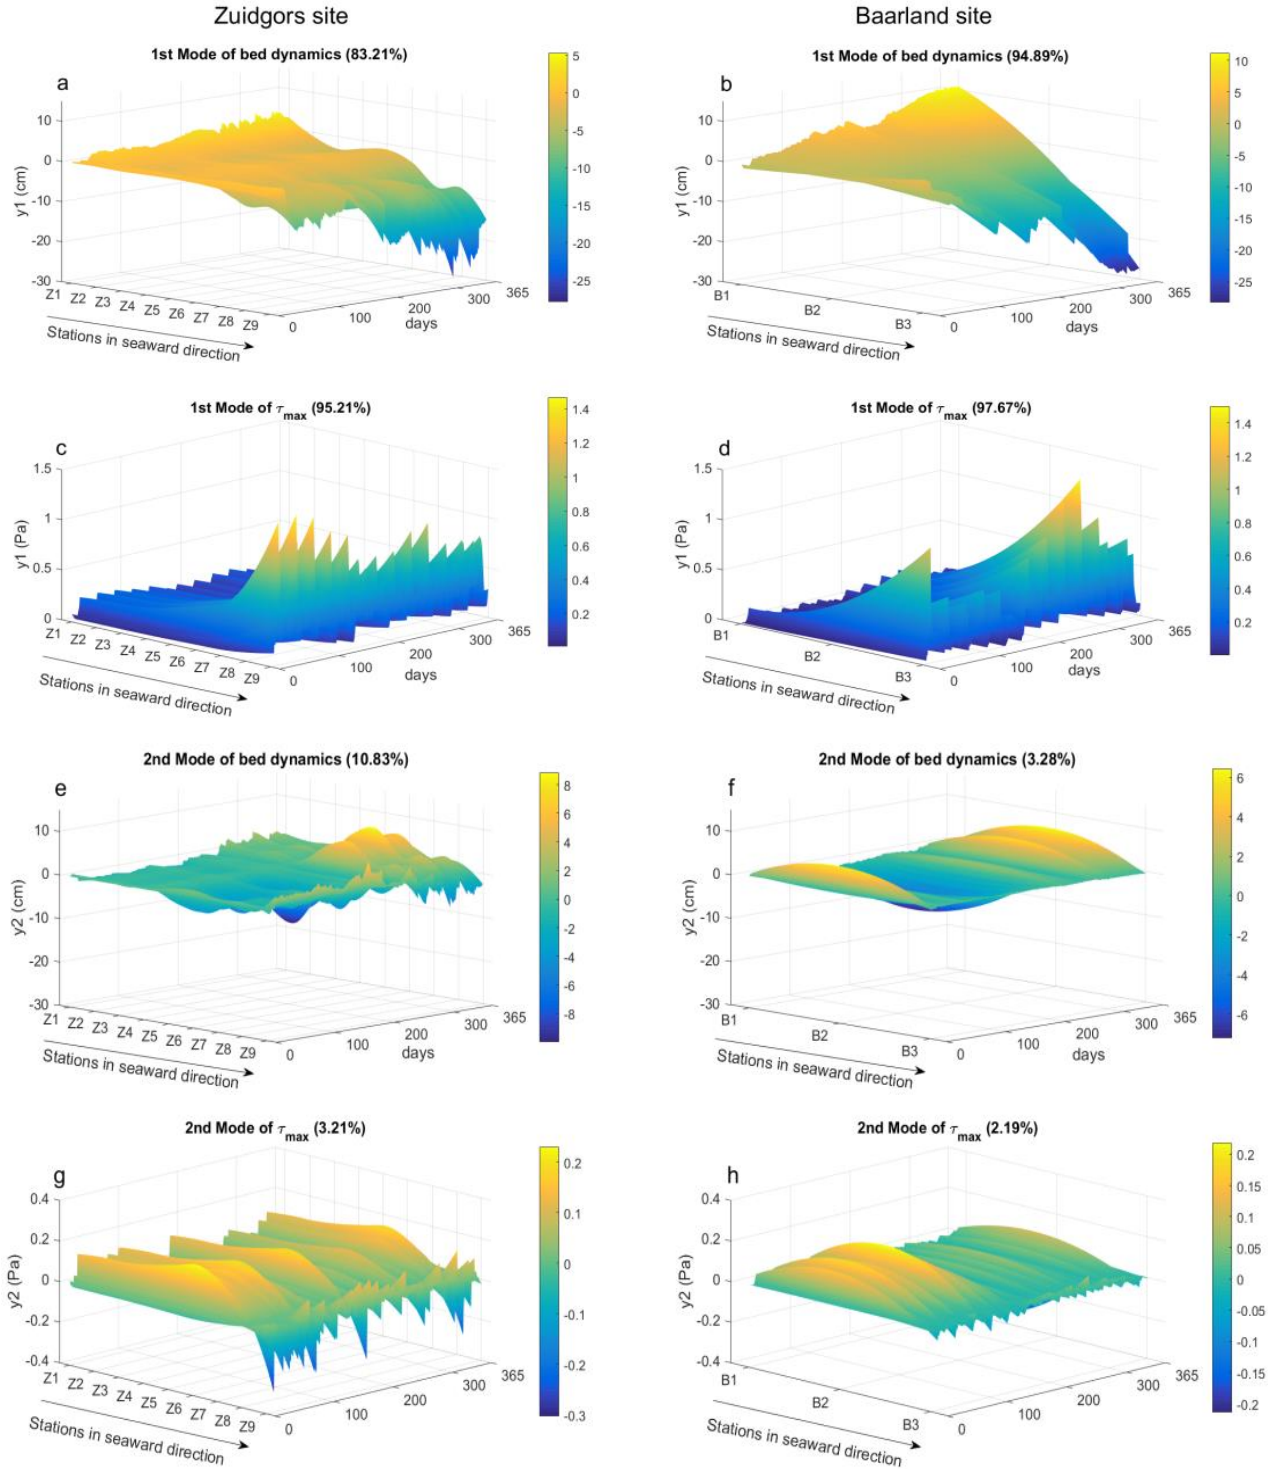 Zuidgors site
Baarland site
1st Mode of bed dynamics (83.21%)
a
y1 (cm)
10
0
-10
-20
-30
Z1 Z2 Z3 Z4 Z5 Z6 Z7 Z8 Z9
0 100 200 300 365
days
Stations in seaward direction
5
0
-5
-10
-15
-20
-25
1st Mode of bed dynamics (94.89%)
b
y1 (cm)
10
0
-10
-20
-30
B1 B2 B3
0 100 200 300 365
days
Stations in seaward direction
10
5
0
-5
-10
-15
-20
-25
1st Mode of τmax (95.21%)
c
y1 (Pa)
1.5
1
0.5
0
Z1 Z2 Z3 Z4 Z5 Z6 Z7 Z8 Z9
0 100 200 300 365
days
Stations in seaward direction
1.4
1.2
1
0.8
0.6
0.4
0.2
1st Mode of τmax (97.67%)
d
y1 (Pa)
1.5
1
0.5
0
B1 B2 B3
0 100 200 300 365
days
Stations in seaward direction
1.4
1.2
1
0.8
0.6
0.4
0.2
2nd Mode of bed dynamics (10.83%)
e
y2 (cm)
10
0
-10
-20
-30
Z1 Z2 Z3 Z4 Z5 Z6 Z7 Z8 Z9
0 100 200 300 365
days
Stations in seaward direction
8
6
4
2
0
-2
-4
-6
-8
2nd Mode of bed dynamics (3.28%)
f
y2 (cm)
10
0
-10
-20
-30
B1 B2 B3
0 100 200 300 365
days
Stations in seaward direction
6
4
2
0
-2
-4
-6
2nd Mode of τmax (3.21%)
g
y2 (Pa)
0.4
0.2
0
-0.2
-0.4
Z1 Z2 Z3 Z4 Z5 Z6 Z7 Z8 Z9
0 100 200 300 365
days
Stations in seaward direction
0.2
0.1
0
-0.1
-0.2
-0.3
2nd Mode of τmax (2.19%)
h
y2 (Pa)
0.4
0.2
0
-0.2
-0.4
B1 B2 B3
0 100 200 300 365
days
Stations in seaward direction
0.2
0.15
0.1
0.05
0
-0.05
-0.1
-0.15
-0.2